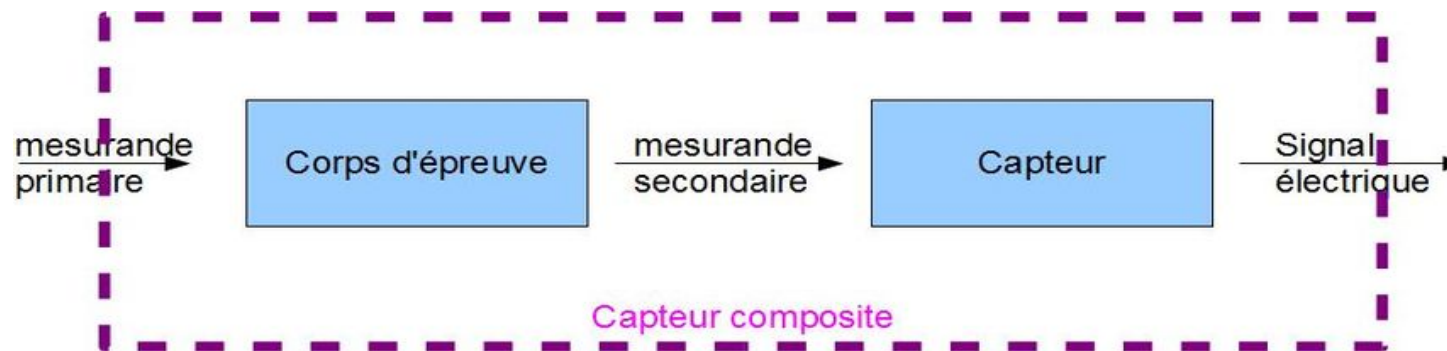 mesurande
primaire
Corps d'épreuve
mesurande
secondaire
Capteur
Signal
électrique
Capteur composite